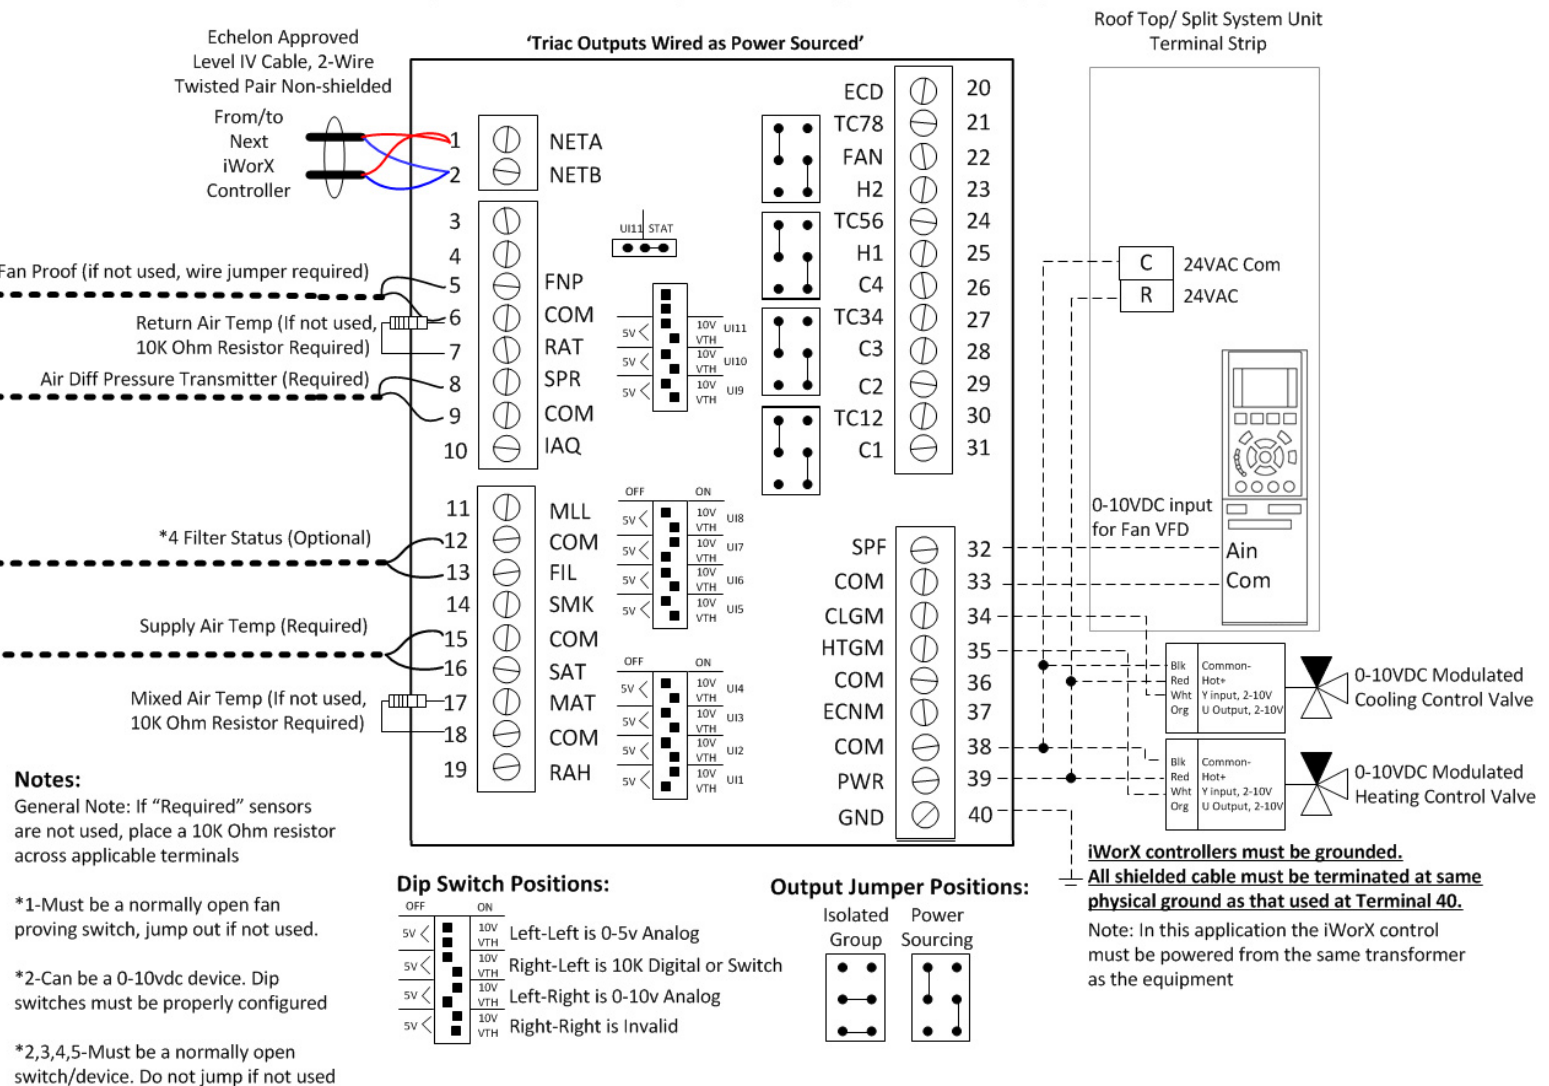 Echelon Approved
Level IV Cable, 2-Wire
Twisted Pair Non-shielded
From/to
Next
iWorX
Controller
'Triac Outputs Wired as Power Sourced'
Roof Top/ Split System Unit
Terminal Strip
1 NETA
2 NETB
3
4
Fan Proof (if not used, wire jumper required)
5 FNP
6 COM
Return Air Temp (If not used,
10K Ohm Resistor Required)
7 RAT
Air Diff Pressure Transmitter (Required)
8 SPR
9 COM
10 IAQ
11 MLL
*4 Filter Status (Optional)
12 COM
13 FIL
14 SMK
Supply Air Temp (Required)
15 COM
16 SAT
Mixed Air Temp (If not used,
10K Ohm Resistor Required)
17 MAT
18 COM
19 RAH
UI11 STAT
5V 10V VTH UI11
5V 10V VTH UI10
5V 10V VTH UI9
OFF ON
5V 10V VTH UI8
5V 10V VTH UI7
5V 10V VTH UI6
5V 10V VTH UI5
OFF ON
5V 10V VTH UI4
5V 10V VTH UI3
5V 10V VTH UI2
5V 10V VTH UI1
ECD 20
TC78 21
FAN 22
H2 23
TC56 24
H1 25
C4 26
TC34 27
C3 28
C2 29
TC12 30
C1 31
SPF 32
COM 33
CLGM 34
HTGM 35
COM 36
ECNM 37
COM 38
PWR 39
GND 40
C 24VAC Com
R 24VAC
0-10VDC input
for Fan VFD
Ain
Com
Blk Common-
Red Hot+
Wht Y input, 2-10V
Org U Output, 2-10V
0-10VDC Modulated
Cooling Control Valve
Blk Common-
Red Hot+
Wht Y input, 2-10V
Org U Output, 2-10V
0-10VDC Modulated
Heating Control Valve
iWorX controllers must be grounded.
All shielded cable must be terminated at same
physical ground as that used at Terminal 40.
Note: In this application the iWorX control
must be powered from the same transformer
as the equipment
Notes:
General Note: If “Required” sensors
are not used, place a 10K Ohm resistor
across applicable terminals
*1-Must be a normally open fan
proving switch, jump out if not used.
*2-Can be a 0-10vdc device. Dip
switches must be properly configured
*2,3,4,5-Must be a normally open
switch/device. Do not jump if not used
Dip Switch Positions:
OFF ON
5V 10V VTH Left-Left is 0-5v Analog
5V 10V VTH Right-Left is 10K Digital or Switch
5V 10V VTH Left-Right is 0-10v Analog
5V 10V VTH Right-Right is Invalid
Output Jumper Positions:
Isolated
Group
Power
Sourcing